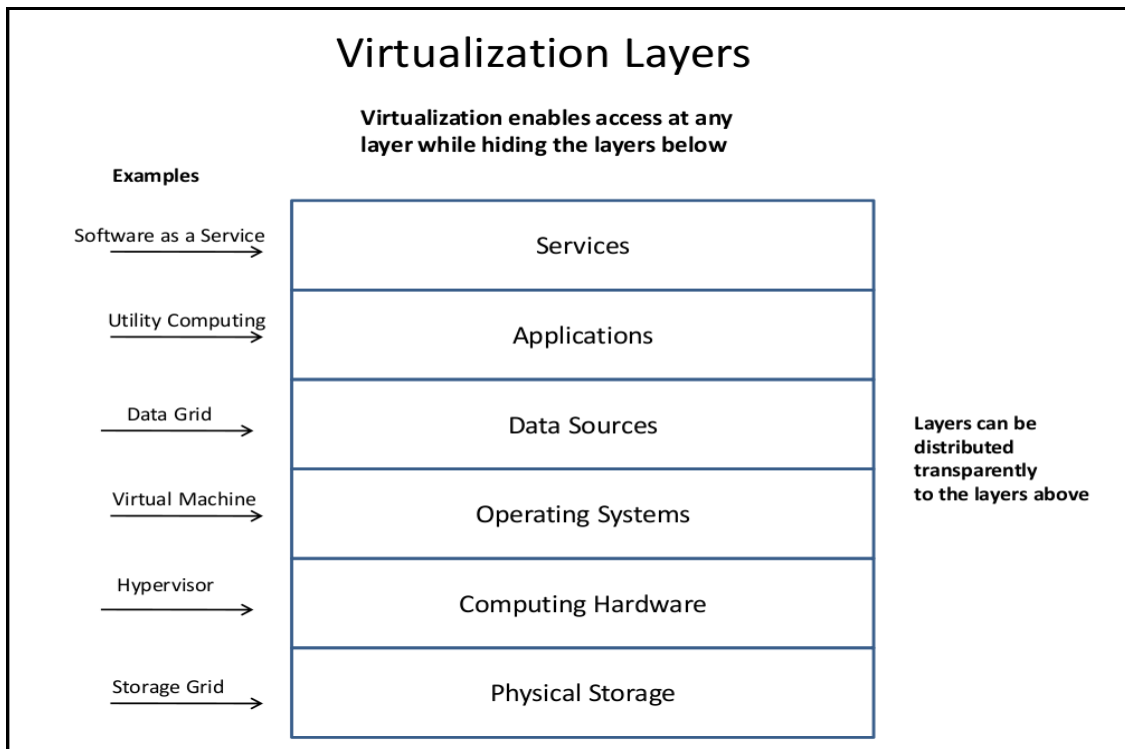 Virtualization Layers
Virtualization enables access at any
layer while hiding the layers below
Examples
Software as a Service
Services
Utility Computing
Applications
Data Grid
Data Sources
Layers can be
distributed
transparently
to the layers above
Virtual Machine
Operating Systems
Hypervisor
Computing Hardware
Storage Grid
Physical Storage